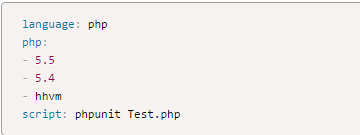 language: php
php:
- 5.5
- 5.4
- hhvm
script: phpunit Test.php